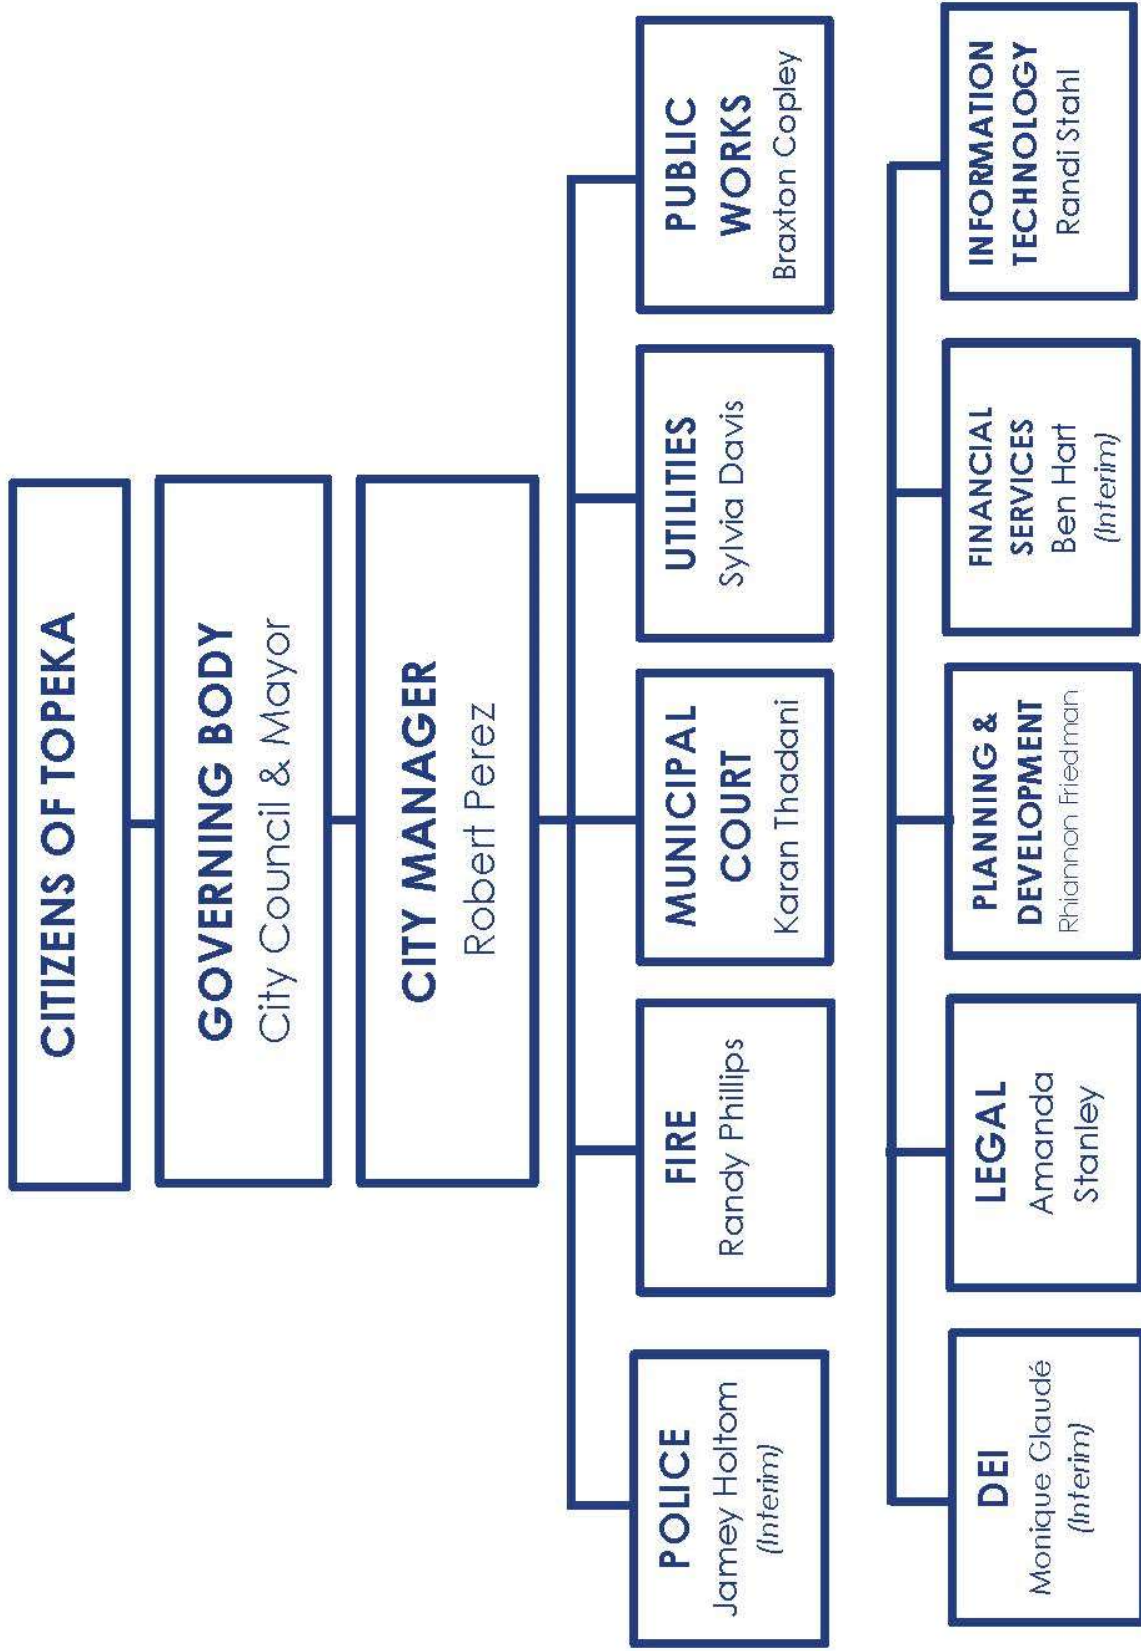 CITIZENS OF TOPEKA
GOVERNING BODY
City Council & Mayor
CITY MANAGER
Robert Perez
POLICE
Jamey Holtom
(Interim)
FIRE
Randy Phillips
MUNICIPAL
COURT
Karan Thadani
UTILITIES
Sylvia Davis
PUBLIC
WORKS
Braxton Copley
DEI
Monique Glaudé
(Interim)
LEGAL
Amanda
Stanley
PLANNING &
DEVELOPMENT
Rhiannon Friedman
FINANCIAL
SERVICES
Ben Hart
(Interim)
INFORMATION
TECHNOLOGY
Randi Stahl